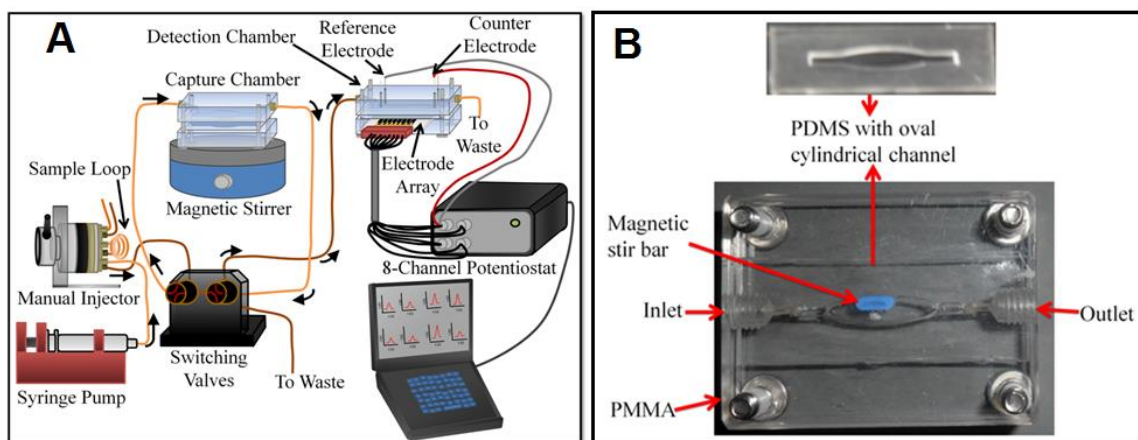 A
Detection Chamber
Reference
Electrode
Counter
Electrode
Capture Chamber
To
Waste
Sample Loop
Electrode
Array
Magnetic Stirrer
8-Channel Potentiostat
Manual Injector
Switching
Valves
To Waste
Syringe Pump
B
PDMS with oval
cylindrical channel
Magnetic
stir bar
Inlet
Outlet
PMMA